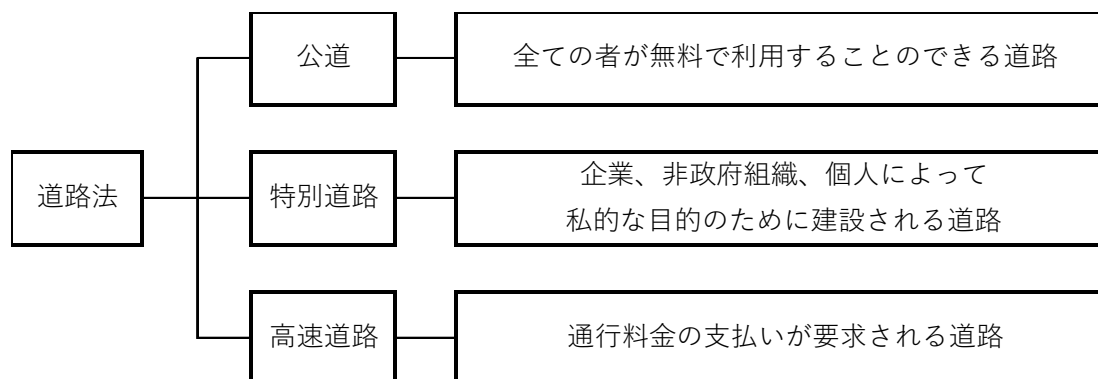 公道
全ての者が無料で利用することのできる道路
道路法
特別道路
企業、非政府組織、個人によって
私的な目的のために建設される道路
高速道路
通行料金の支払いが要求される道路